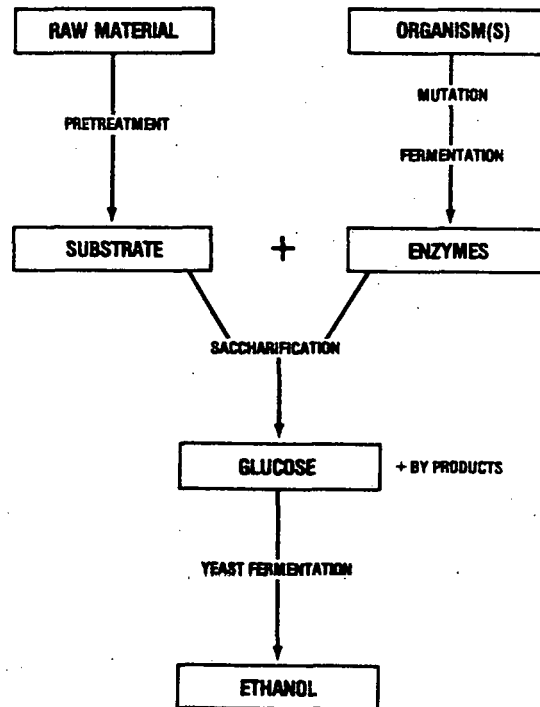 RAW MATERIAL
ORGANISM(S)
MUTATION
PRETREATMENT
FERMENTATION
SUBSTRATE
+
ENZYMES
SACCHARIFICATION
GLUCOSE
+ BY PRODUCTS
YEAST FERMENTATION
ETHANOL